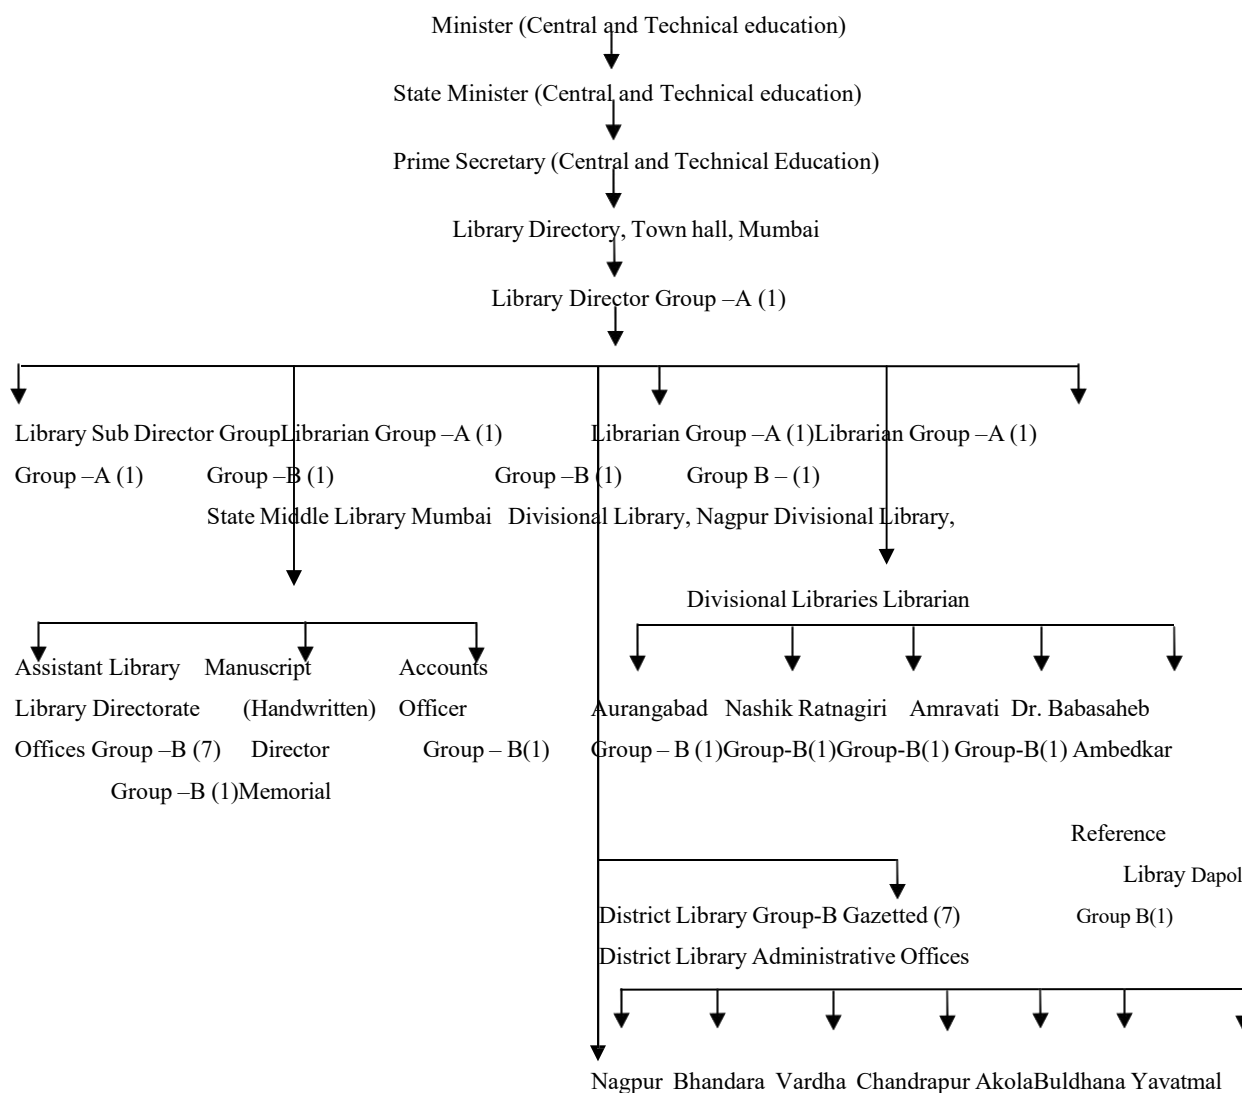 Minister (Central and Technical education)
State Minister (Central and Technical education)
Prime Secretary (Central and Technical Education)
Library Directory, Town hall, Mumbai
Library Director Group –A (1)
Library Sub Director GroupLibrarian Group –A (1) Librarian Group –A (1)Librarian Group –A (1)
Group –A (1) Group –B (1) Group –B (1) Group B – (1)
State Middle Library Mumbai Divisional Library, Nagpur Divisional Library,
Divisional Libraries Librarian
Assistant Library Manuscript Accounts
Library Directorate (Handwritten) Officer Aurangabad Nashik Ratnagiri Amravati Dr. Babasaheb
Offices Group –B (7) Director Group – B(1) Group – B (1)Group-B(1)Group-B(1) Group-B(1) Ambedkar
Group –B (1)Memorial
Reference
Libray Dapol
District Library Group-B Gazetted (7) Group B(1)
District Library Administrative Offices
Nagpur Bhandara Vardha Chandrapur AkolaBuldhana Yavatmal